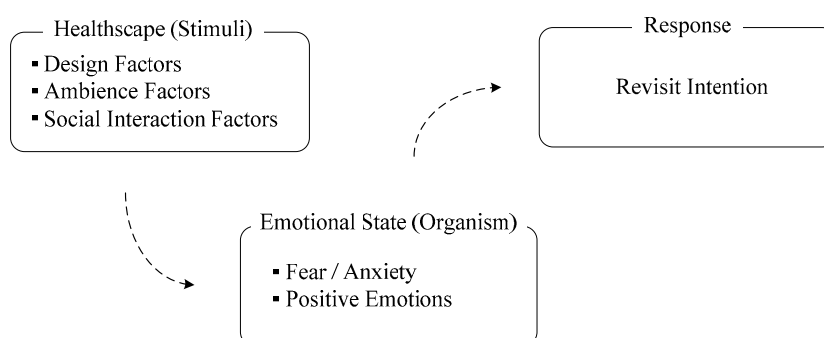 Healthscape (Stimuli)
▪ Design Factors
▪ Ambience Factors
▪ Social Interaction Factors
Response
Revisit Intention
Emotional State (Organism)
▪ Fear / Anxiety
▪ Positive Emotions